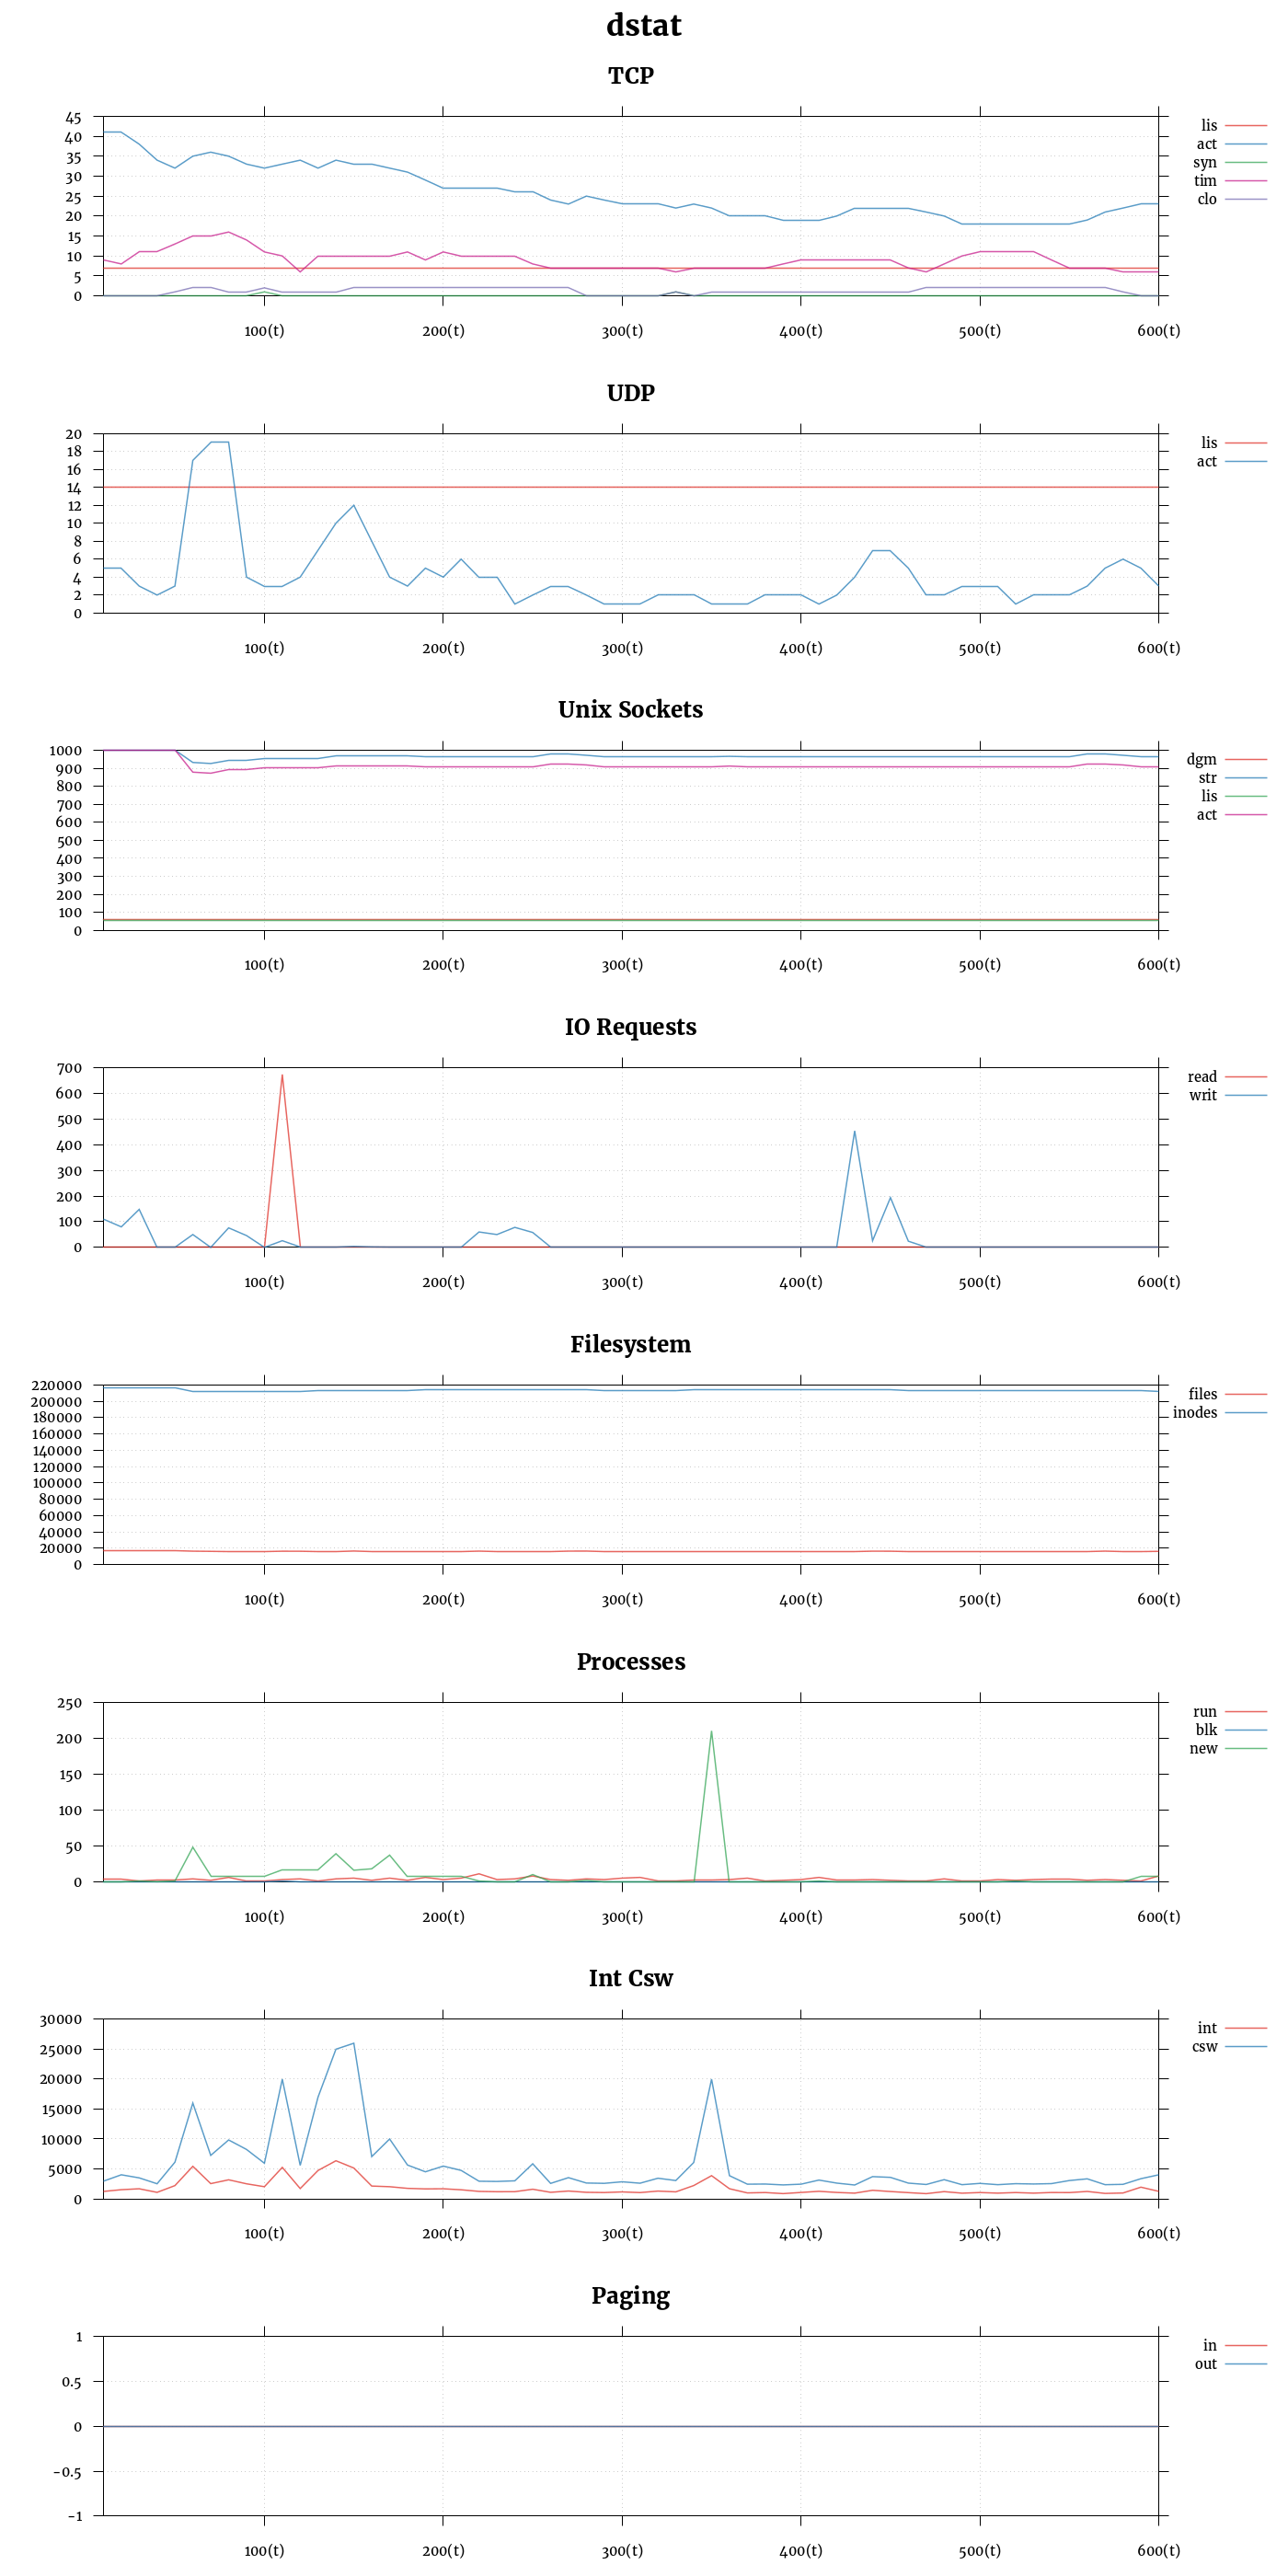 dstat
TCP
45
40
35
30
25
20
15
10
5
0
100(t) 200(t) 300(t) 400(t) 500(t) 600(t)
lis
act
syn
tim
clo
UDP
20
18
16
14
12
10
8
6
4
2
0
100(t) 200(t) 300(t) 400(t) 500(t) 600(t)
lis
act
Unix Sockets
1000
900
800
700
600
500
400
300
200
100
0
100(t) 200(t) 300(t) 400(t) 500(t) 600(t)
dgm
str
lis
act
IO Requests
700
600
500
400
300
200
100
0
100(t) 200(t) 300(t) 400(t) 500(t) 600(t)
read
writ
Filesystem
220000
200000
180000
160000
140000
120000
100000
80000
60000
40000
20000
0
100(t) 200(t) 300(t) 400(t) 500(t) 600(t)
files
inodes
Processes
250
200
150
100
50
0
100(t) 200(t) 300(t) 400(t) 500(t) 600(t)
run
blk
new
Int Csw
30000
25000
20000
15000
10000
5000
0
100(t) 200(t) 300(t) 400(t) 500(t) 600(t)
int
csw
Paging
1
0.5
0
-0.5
-1
100(t) 200(t) 300(t) 400(t) 500(t) 600(t)
in
out